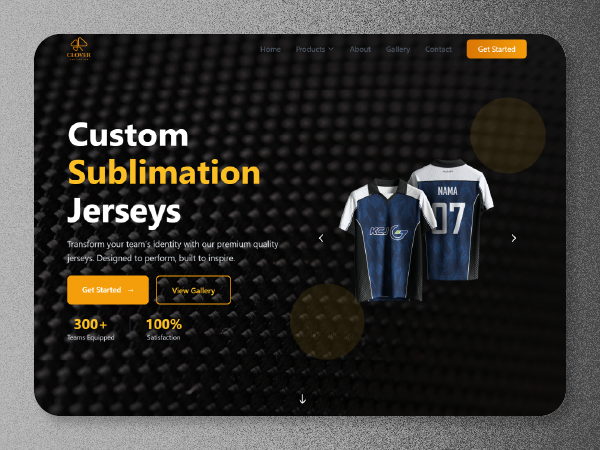 CLOVER
Home Products About Gallery Contact Get Started
Custom
Sublimation
Jerseys
Transform your team's identity with our premium quality
jerseys. Designed to perform, built to inspire.
Get Started → View Gallery
300+ 100%
Teams Equipped Satisfaction
NAMA
07